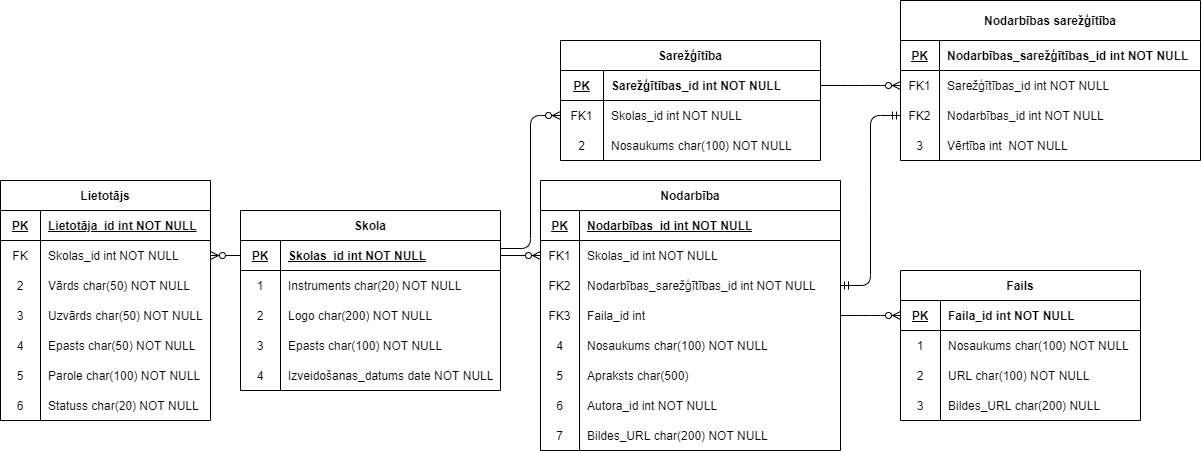 Nodarbības sarežģītība
PK Nodarbības_sarežģītības_id int NOT NULL
FK1 Sarežģītības_id int NOT NULL
FK2 Nodarbības_id int NOT NULL
3 Vērtība int NOT NULL
Sarežģītība
PK Sarežģītības_id int NOT NULL
FK1 Skolas_id int NOT NULL
2 Nosaukums char(100) NOT NULL
Lietotājs
PK Lietotāja_id int NOT NULL
FK Skolas_id int NOT NULL
2 Vārds char(50) NOT NULL
3 Uzvārds char(50) NOT NULL
4 Epasts char(50) NOT NULL
5 Parole char(100) NOT NULL
6 Statuss char(20) NOT NULL
Skola
PK Skolas_id int NOT NULL
1 Instruments char(20) NOT NULL
2 Logo char(200) NOT NULL
3 Epasts char(100) NOT NULL
4 Izveidošanas_datums date NOT NULL
Nodarbība
PK Nodarbības_id int NOT NULL
FK1 Skolas_id int NOT NULL
FK2 Nodarbības_sarežģītības_id int NOT NULL
FK3 Faila_id int
4 Nosaukums char(100) NOT NULL
5 Apraksts char(500)
6 Autora_id int NOT NULL
7 Bildes_URL char(200) NOT NULL
Fails
PK Faila_id int NOT NULL
1 Nosaukums char(100) NOT NULL
2 URL char(100) NOT NULL
3 Bildes_URL char(200) NULL